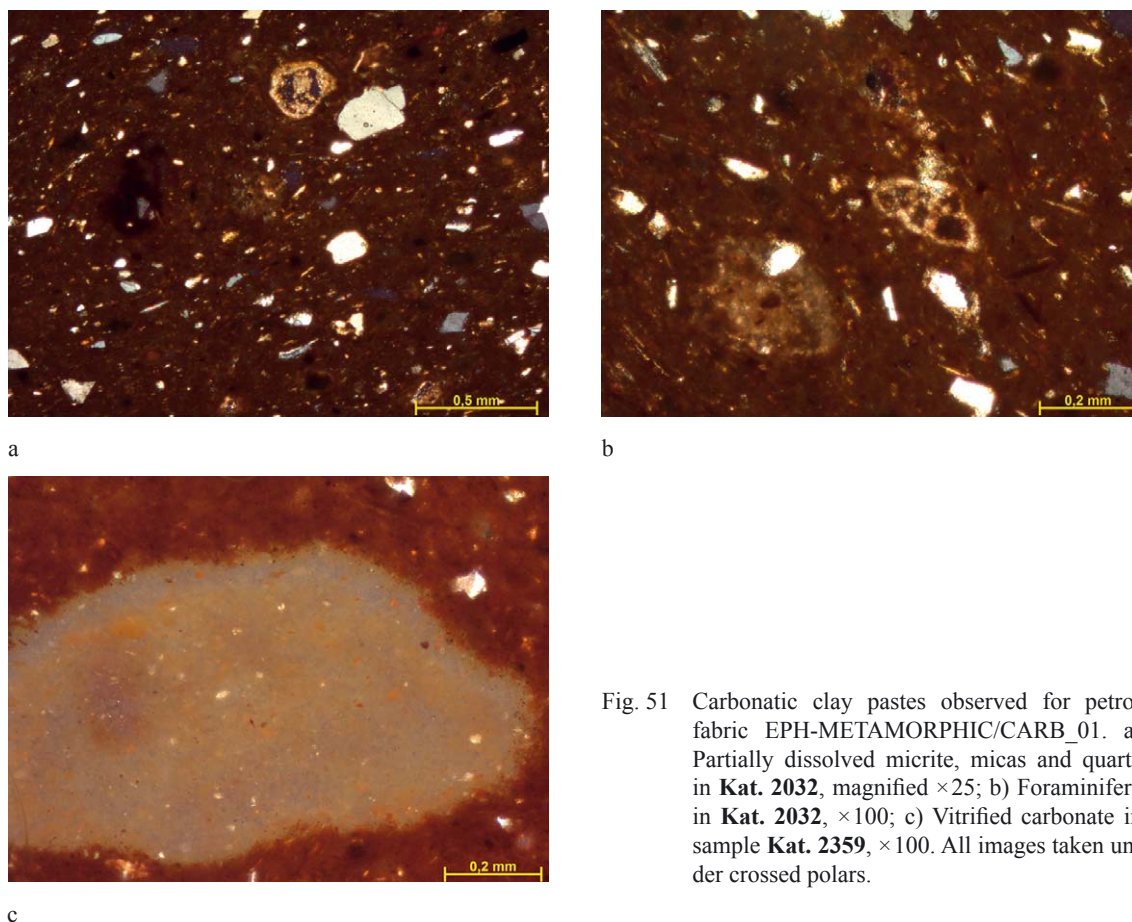 0,5 mm
0,2 mm
a
b
0,2 mm
c
Fig. 51 Carbonatic clay pastes observed for petro
fabric EPH-METAMORPHIC/CARB_01. a
Partially dissolved micrite, micas and quart
in Kat. 2032, magnified ×25; b) Foraminifer
in Kat. 2032, ×100; c) Vitrified carbonate i
sample Kat. 2359, ×100. All images taken un
der crossed polars.